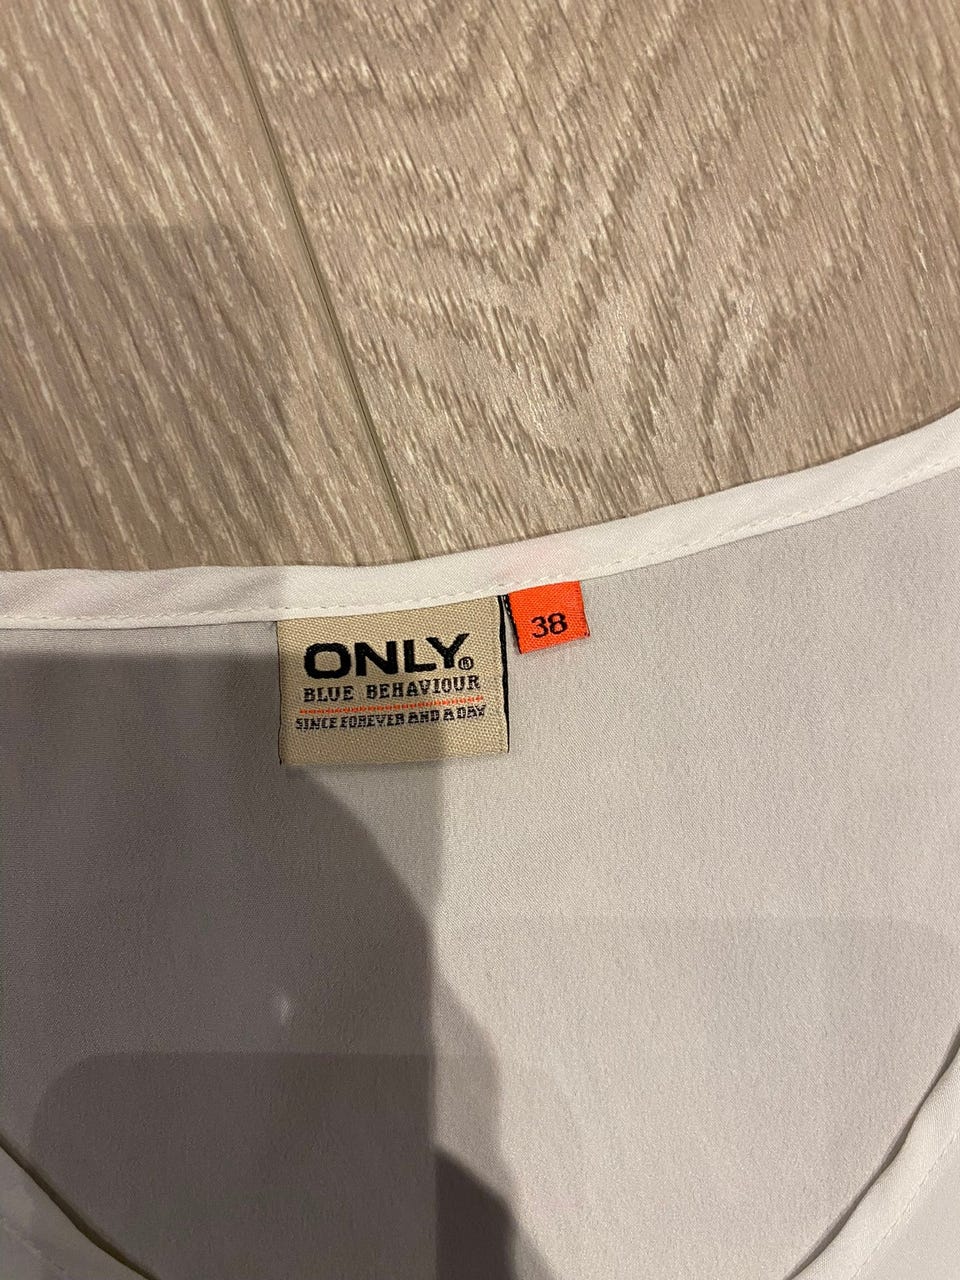 ONLY®
BLUE BEHAVIOUR
SINCE FOREVER AND A DAY
38